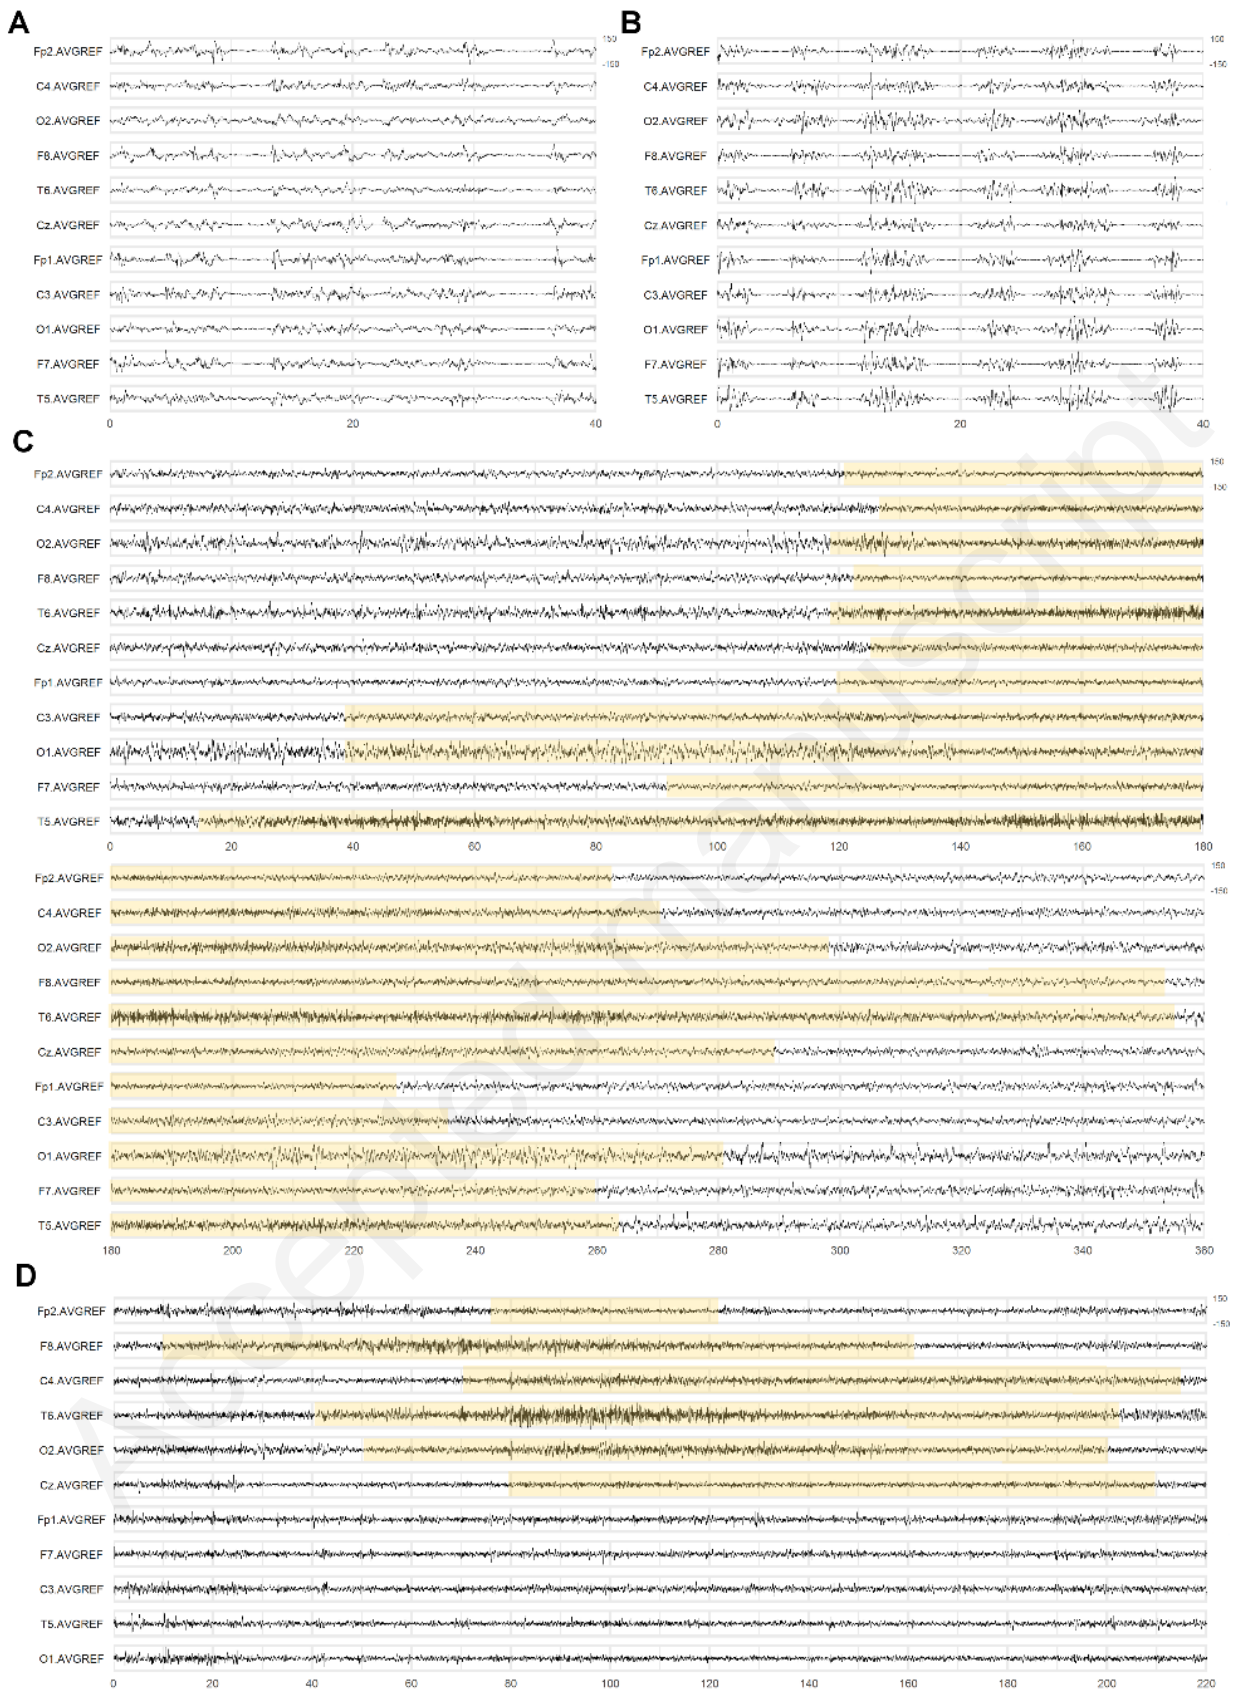 A
Fp2.AVGREF
150
-150
C4.AVGREF
O2.AVGREF
F8.AVGREF
T6.AVGREF
Cz.AVGREF
Fp1.AVGREF
C3.AVGREF
O1.AVGREF
F7.AVGREF
T5.AVGREF
0 20 40
B
Fp2.AVGREF
150
-150
C4.AVGREF
O2.AVGREF
F8.AVGREF
T6.AVGREF
Cz.AVGREF
Fp1.AVGREF
C3.AVGREF
O1.AVGREF
F7.AVGREF
T5.AVGREF
0 20 40
C
Fp2.AVGREF
150
150
C4.AVGREF
O2.AVGREF
F8.AVGREF
T6.AVGREF
Cz.AVGREF
Fp1.AVGREF
C3.AVGREF
O1.AVGREF
F7.AVGREF
T5.AVGREF
0 20 40 60 80 100 120 140 160 180
Fp2.AVGREF
150
-150
C4.AVGREF
O2.AVGREF
F8.AVGREF
T6.AVGREF
Cz.AVGREF
Fp1.AVGREF
C3.AVGREF
O1.AVGREF
F7.AVGREF
T5.AVGREF
180 200 220 240 260 280 300 320 340 360
D
Fp2.AVGREF
150
-150
F8.AVGREF
C4.AVGREF
T6.AVGREF
O2.AVGREF
Cz.AVGREF
Fp1.AVGREF
F7.AVGREF
C3.AVGREF
T5.AVGREF
O1.AVGREF
0 20 40 60 80 100 120 140 160 180 200 220
Accepted manuscript